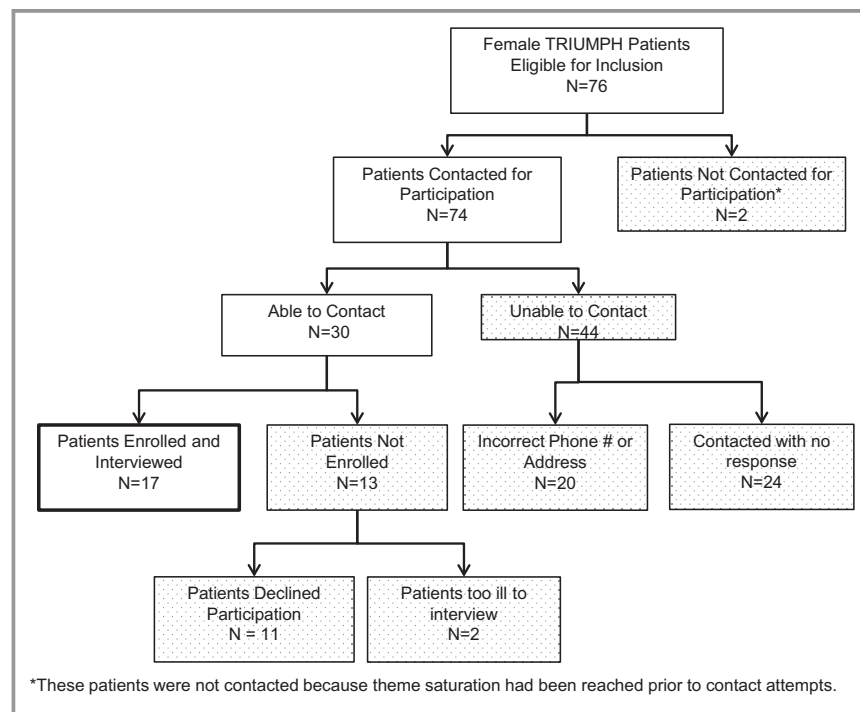 Female TRIUMPH Patients
Eligible for Inclusion
N=76
Patients Contacted for
Participation
N=74
Patients Not Contacted for
Participation*
N=2
Able to Contact
N=30
Unable to Contact
N=44
Patients Enrolled and
Interviewed
N=17
Patients Not
Enrolled
N=13
Incorrect Phone # or
Address
N=20
Contacted with no
response
N=24
Patients Declined
Participation
N = 11
Patients too ill to
interview
N=2
*These patients were not contacted because theme saturation had been reached prior to contact attempts.